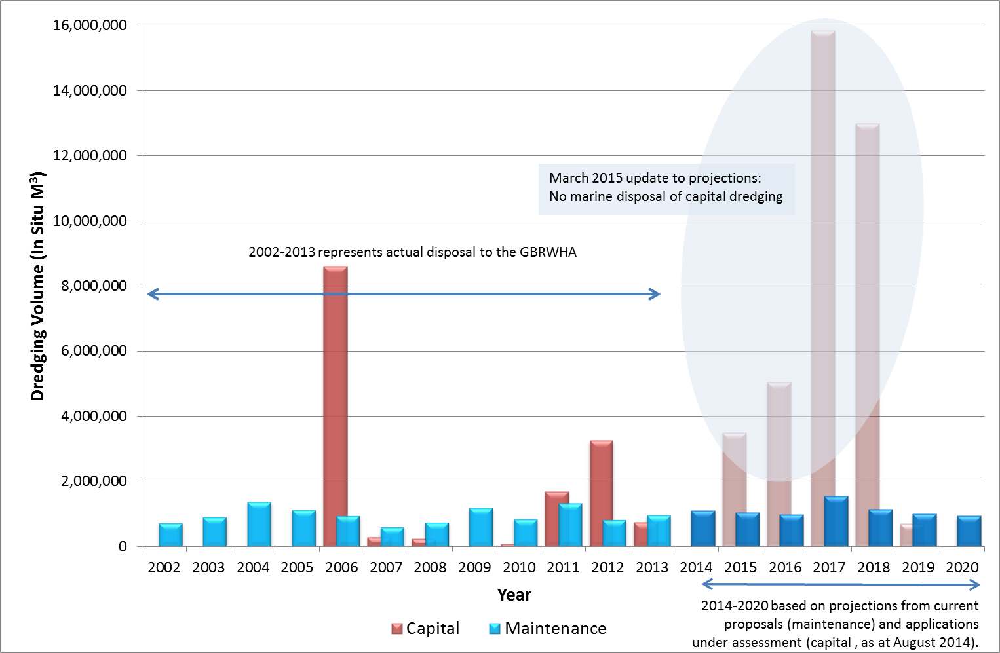 16,000,000
14,000,000
12,000,000
10,000,000
8,000,000
6,000,000
4,000,000
2,000,000
0
Dredging Volume (In Situ M³)
March 2015 update to projections:
No marine disposal of capital dredging
2002-2013 represents actual disposal to the GBRWHA
2002 2003 2004 2005 2006 2007 2008 2009 2010 2011 2012 2013 2014 2015 2016 2017 2018 2019 2020
Year
2014-2020 based on projections from current
proposals (maintenance) and applications
under assessment (capital , as at August 2014).
Capital Maintenance